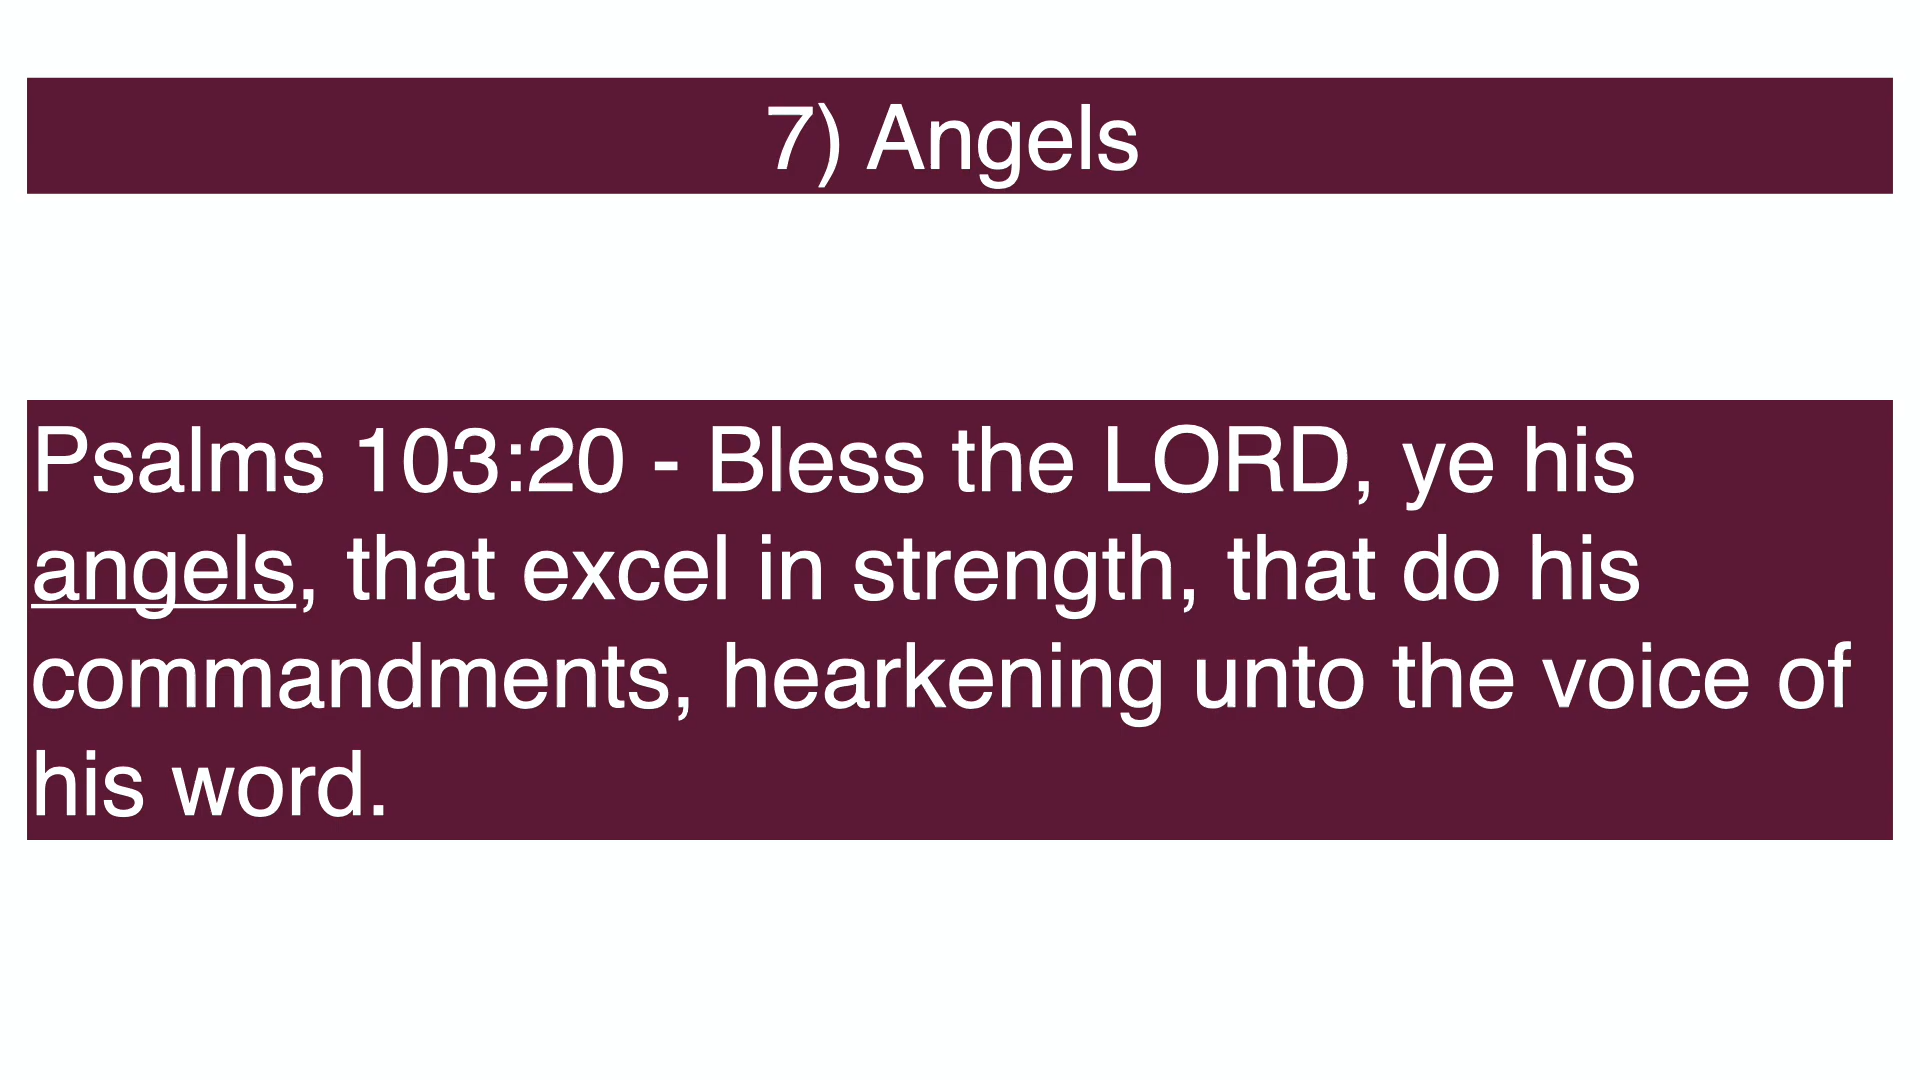 7) Angels
Psalms 103:20 - Bless the LORD, ye his
angels, that excel in strength, that do his
commandments, hearkening unto the voice of
his word.